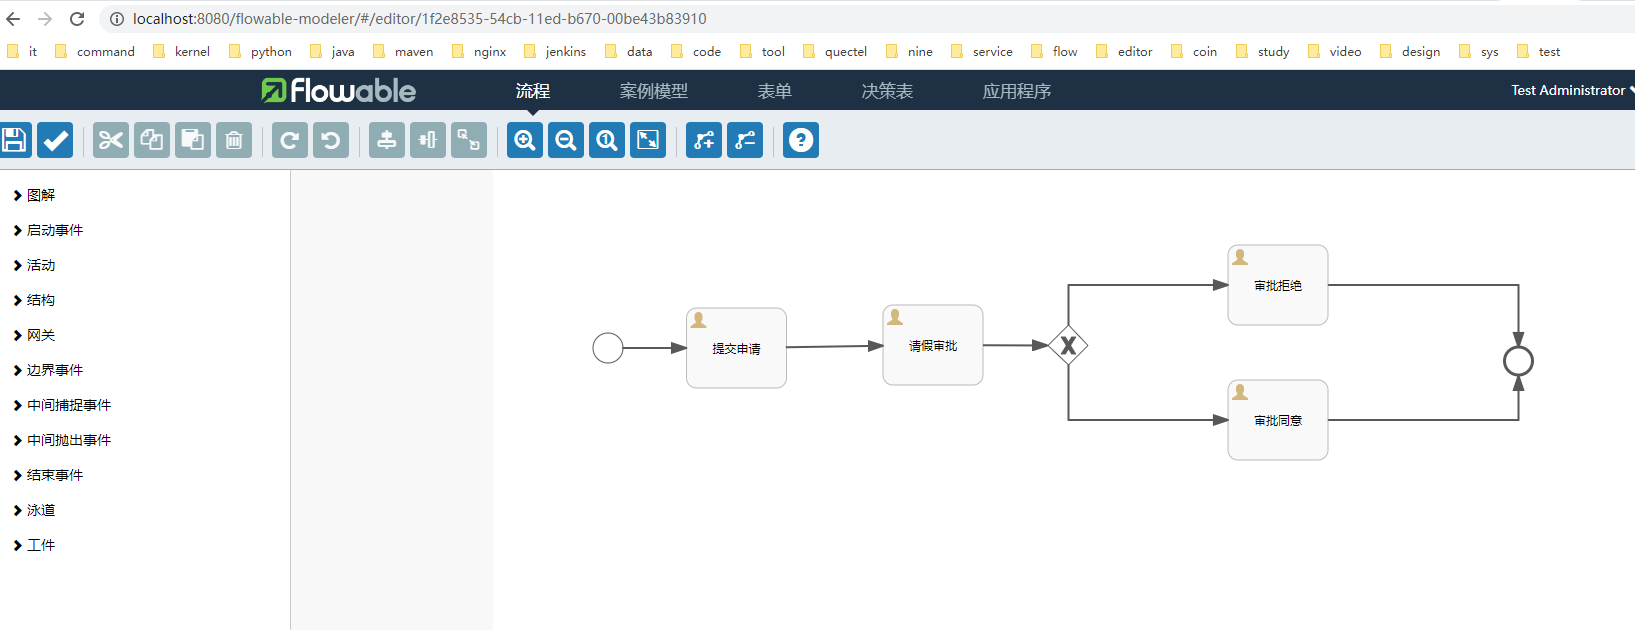 localhost:8080/flowable-modeler/#/editor/1f2e8535-54cb-11ed-b670-00be43b83910
it command kernel python java maven nginx jenkins data code tool quectel nine service flow editor coin study video design sys test
flowable 流程 案例模型 表单 决策表 应用程序 Test Administrator
图解
启动事件
活动
结构
网关
边界事件
中间捕捉事件
中间抛出事件
结束事件
泳道
工件
提交申请
请假审批
X
审批拒绝
审批同意